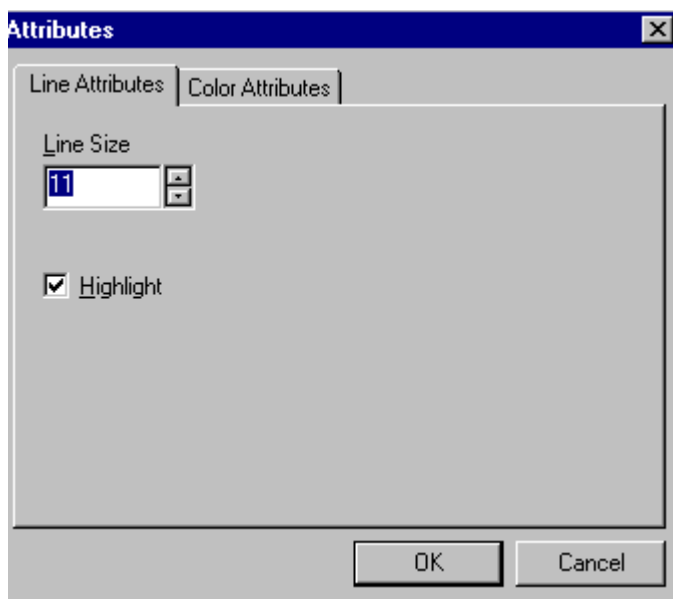 Attributes
Line Attributes Color Attributes
Line Size
11
Highlight
OK Cancel